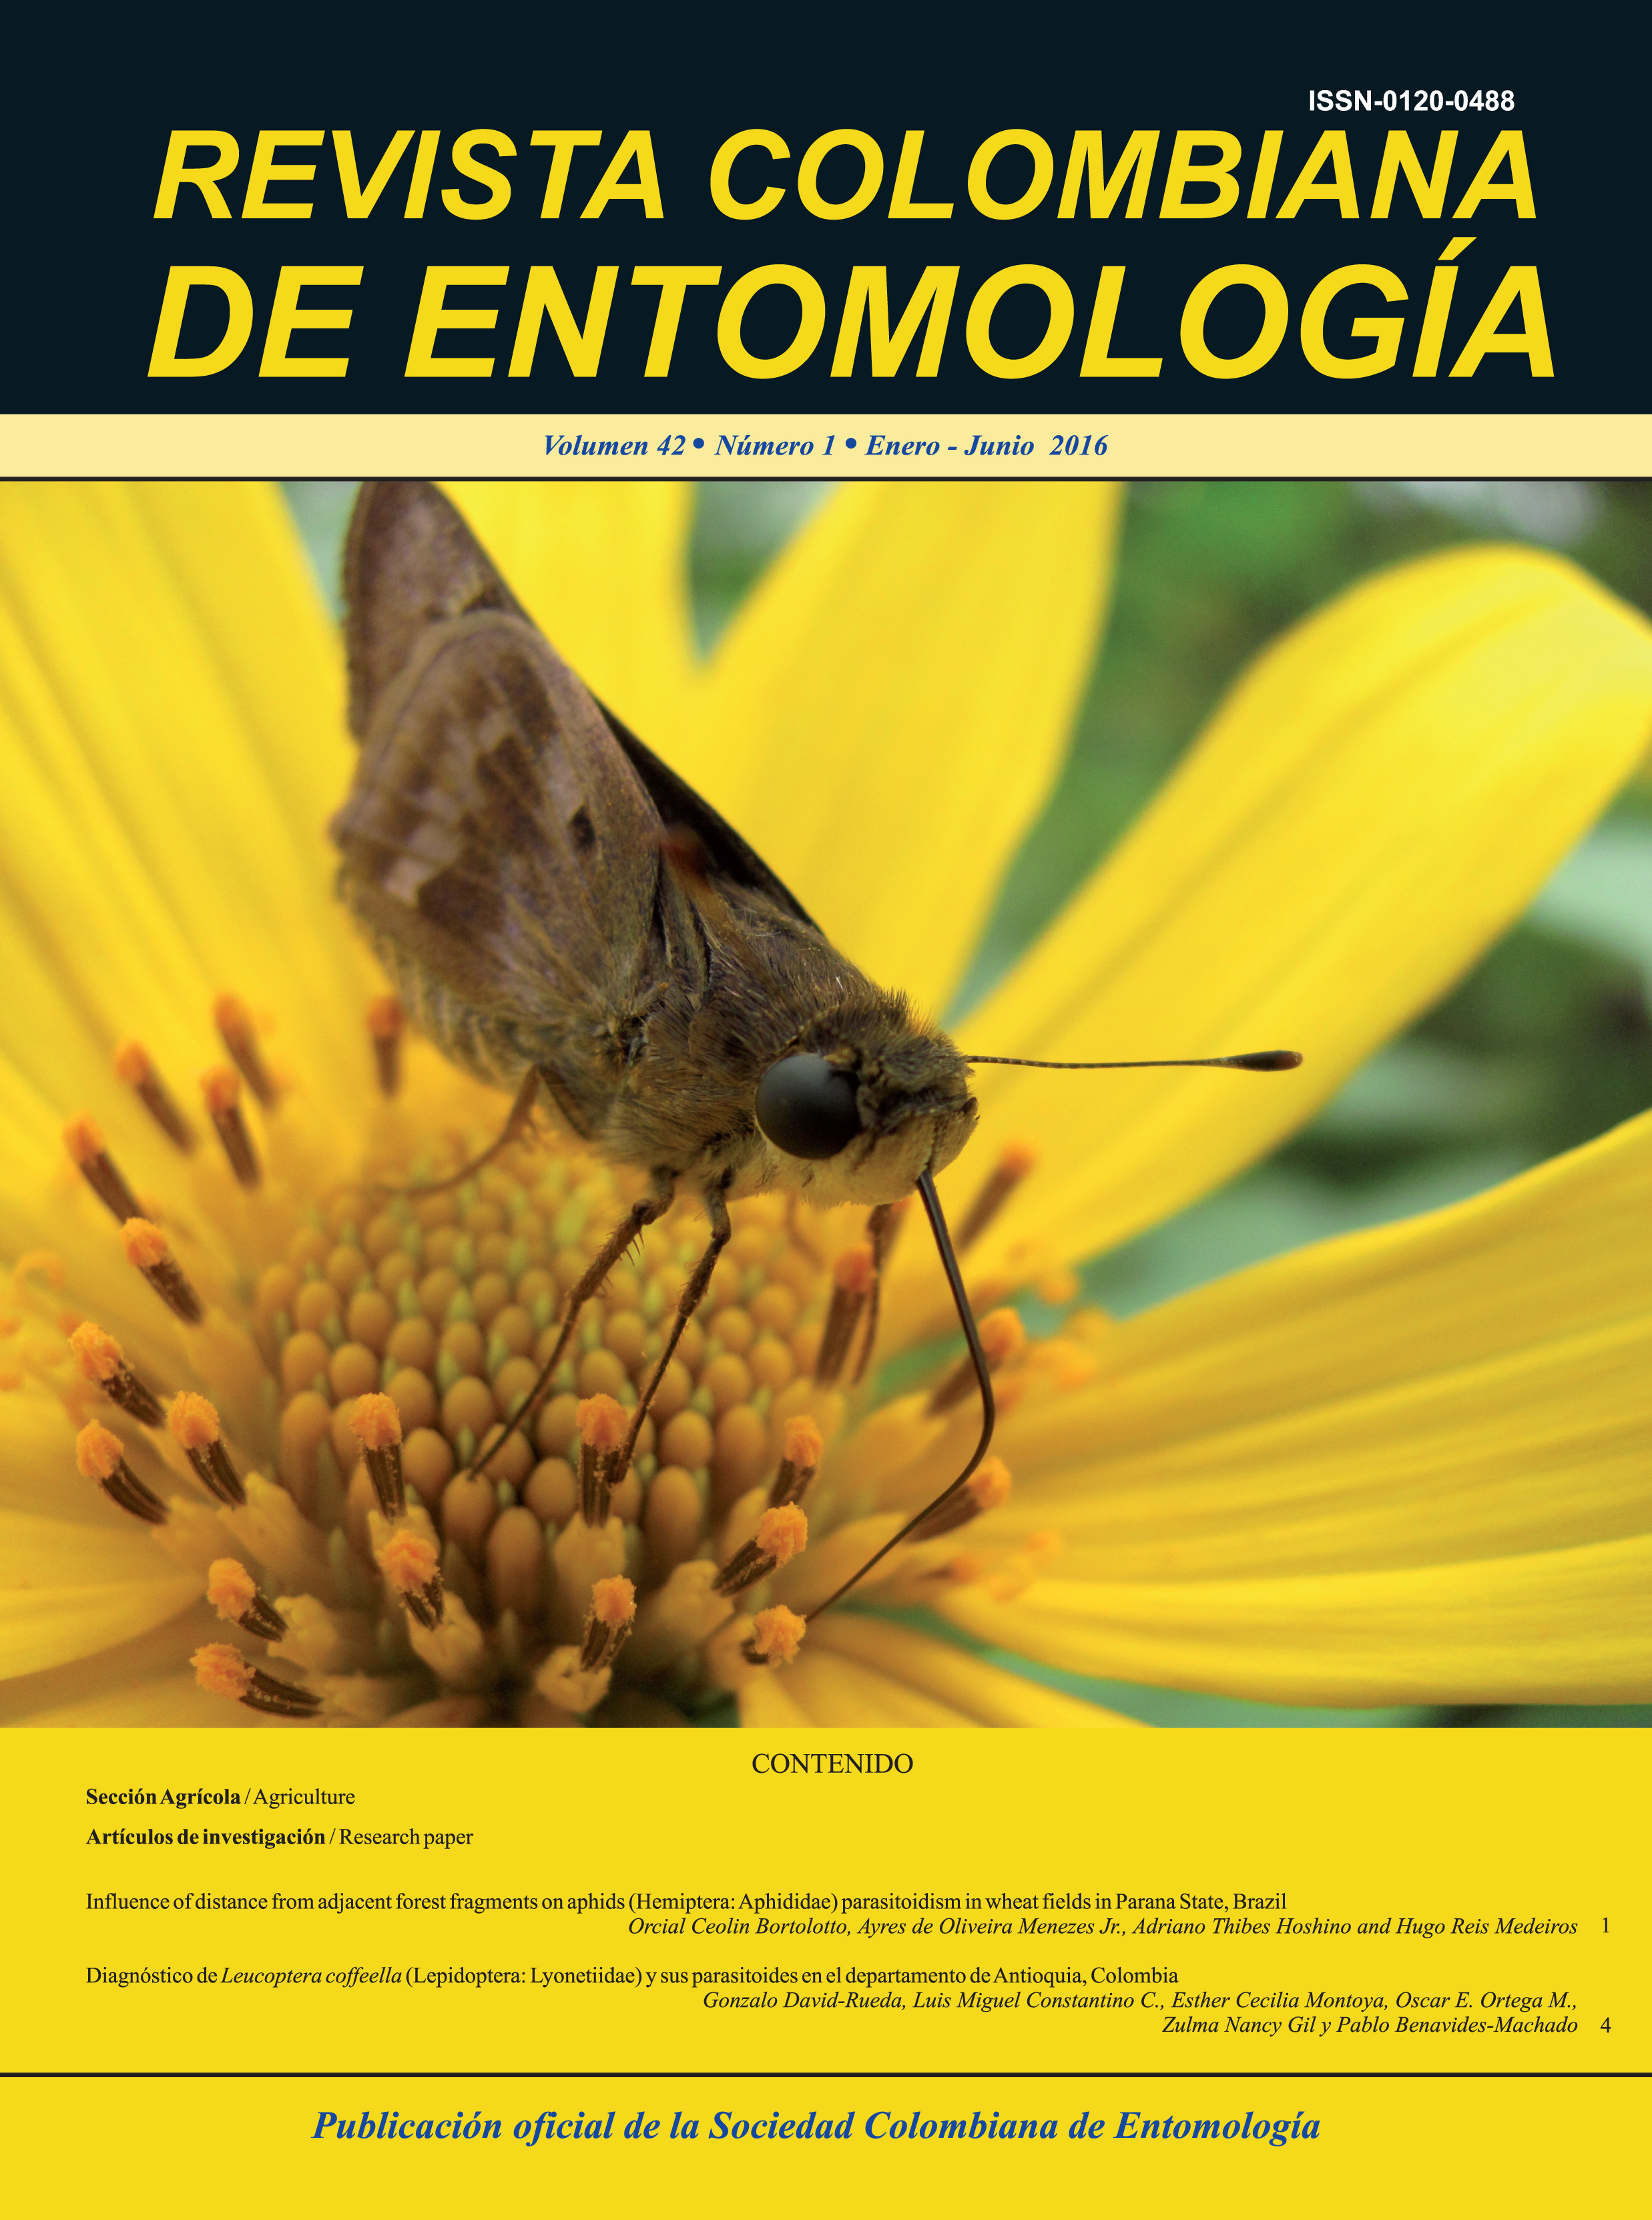 ISSN-0120-0488
REVISTA COLOMBIANA
DE ENTOMOLOGÍA
Volumen 42 • Número 1 • Enero - Junio 2016
CONTENIDO
Sección Agrícola / Agriculture
Artículos de investigación / Research paper
Influence of distance from adjacent forest fragments on aphids (Hemiptera: Aphididae) parasitoidism in wheat fields in Parana State, Brazil
Orcial Ceolin Bortolotto, Ayres de Oliveira Menezes Jr., Adriano Thibes Hoshino and Hugo Reis Medeiros 1
Diagnóstico de Leucoptera coffeella (Lepidoptera: Lyonetiidae) y sus parasitoides en el departamento de Antioquia, Colombia
Gonzalo David-Rueda, Luis Miguel Constantino C., Esther Cecilia Montoya, Oscar E. Ortega M.,
Zulma Nancy Gil y Pablo Benavides-Machado 4
Publicación oficial de la Sociedad Colombiana de Entomología